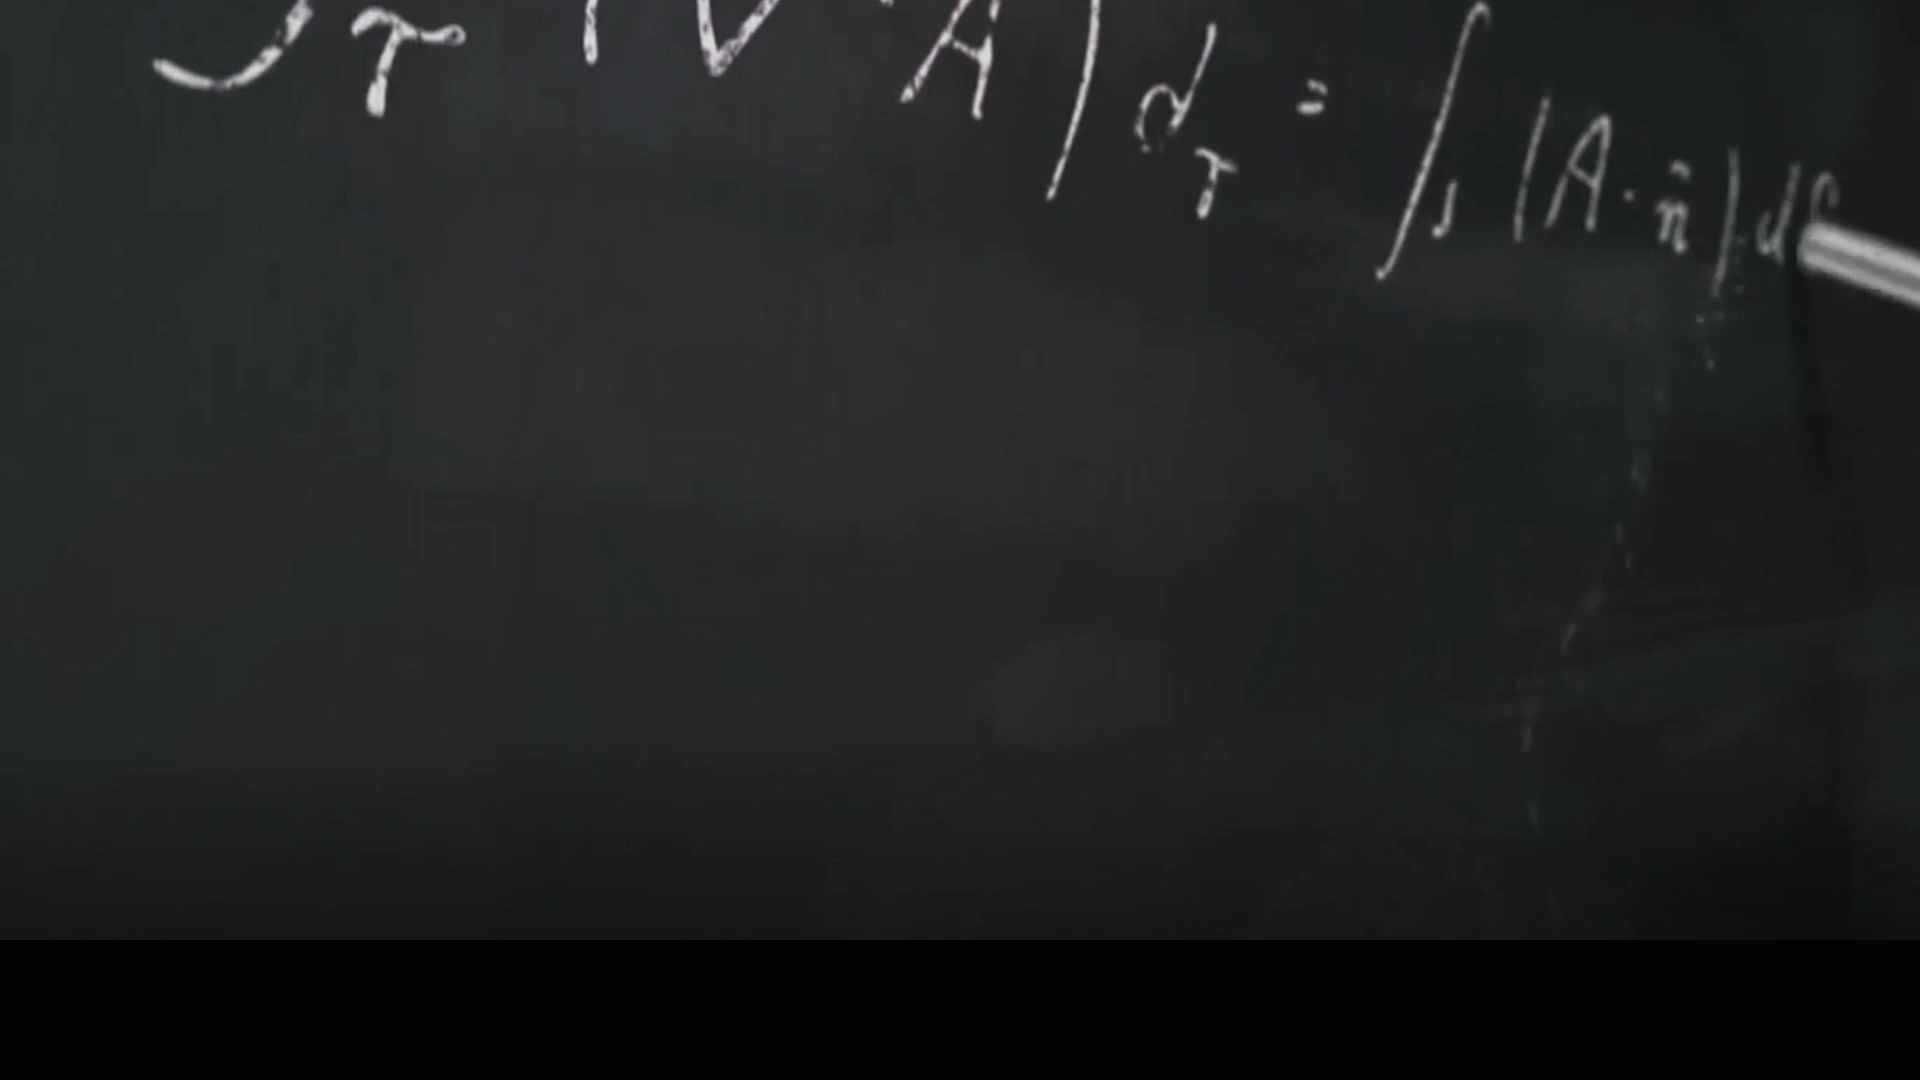 ∫τ (∇·A) dτ = ∫s (A·n̂) ds